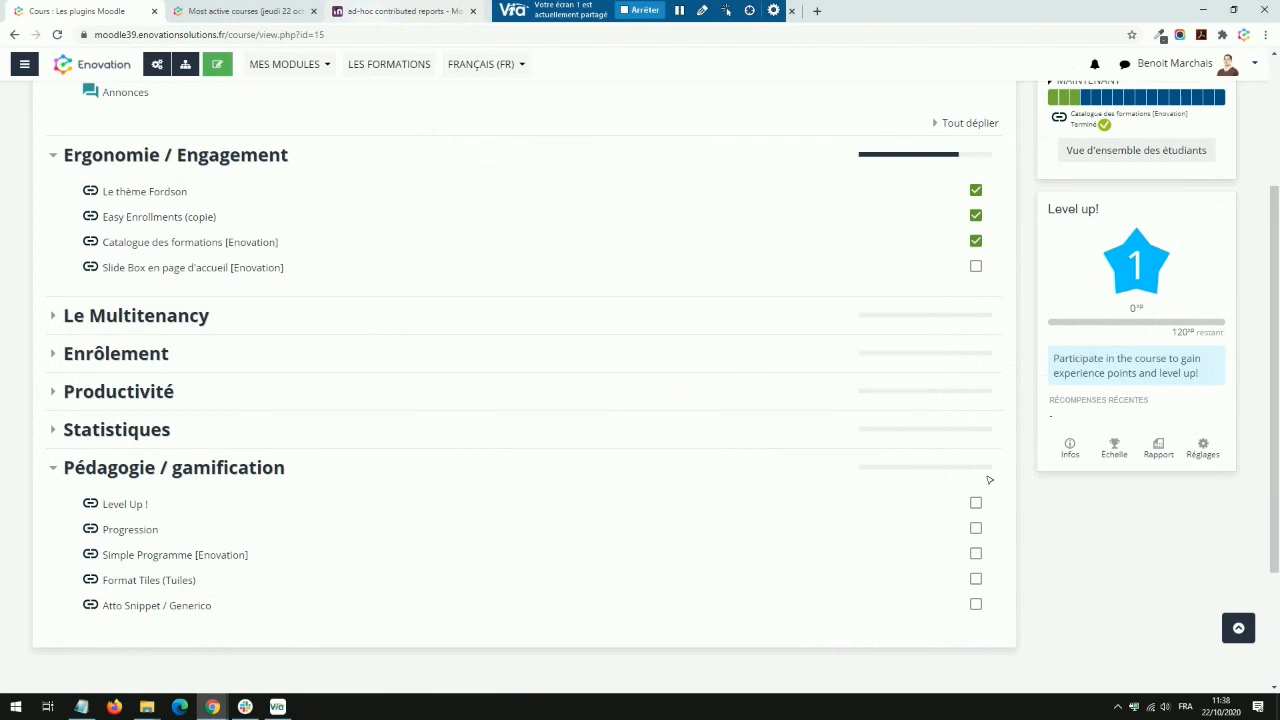 Cours : Les plugins Moodle
Most active courses (jeudi 22 oct
ad-hoc contributed reports - Mo
Vra
Votre écran 1 est
actuellement partagé
Arrêter
moodle39.enovationsolutions.fr/course/view.php?id=15
Enovation
MES MODULES
LES FORMATIONS
FRANÇAIS ‎(FR)‎
Benoit Marchais
Annonces
Tout déplier
Ergonomie / Engagement
Le thème Fordson
Easy Enrollments (copie)
Catalogue des formations [Enovation]
Slide Box en page d'accueil [Enovation]
Le Multitenancy
Enrôlement
Productivité
Statistiques
Pédagogie / gamification
Level Up !
Progression
Simple Programme [Enovation]
Format Tiles (Tuiles)
Atto Snippet / Generico
MAINTENANT
Catalogue des formations [Enovation]
Terminé
Vue d'ensemble des étudiants
Level up!
1
0xp
120xp restant
Participate in the course to gain
experience points and level up!
RÉCOMPENSES RÉCENTES
-
Infos
Échelle
Rapport
Réglages
FRA
11:38
22/10/2020